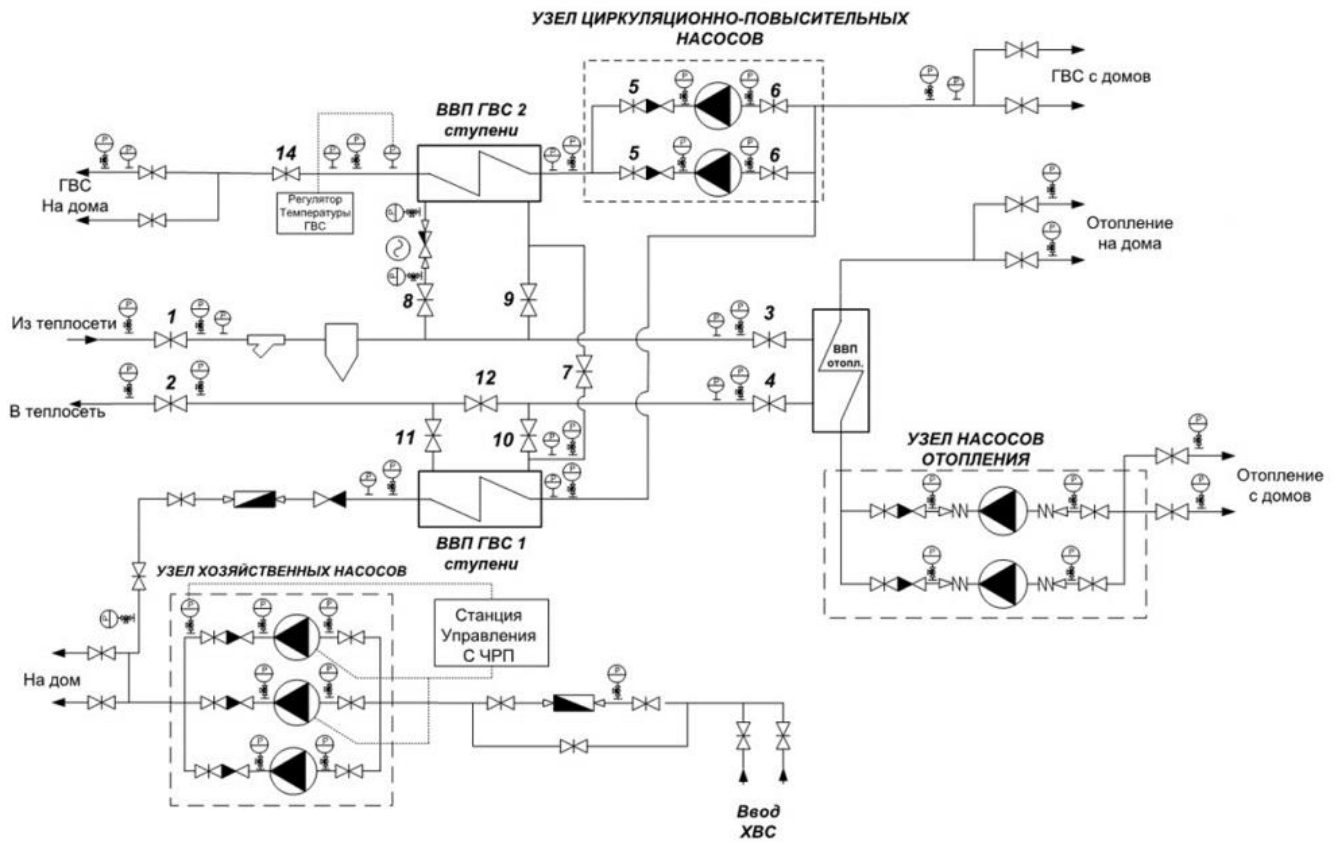 УЗЕЛ ЦИРКУЛЯЦИОННО-ПОВЫСИТЕЛЬНЫХ
НАСОСОВ
ВВП ГВС 2
ступени
5
6
5
6
ГВС с домов
14
ГВС
На дома
Регулятор
Температуры
ГВС
Отопление
на дома
8
9
Из теплосети
1
3
ВВП
отопл.
7
В теплосеть
2
12
4
11
10
УЗЕЛ НАСОСОВ
ОТОПЛЕНИЯ
Отопление
с домов
ВВП ГВС 1
ступени
УЗЕЛ ХОЗЯЙСТВЕННЫХ НАСОСОВ
Станция
Управления
С ЧРП
На дом
Ввод
ХВС